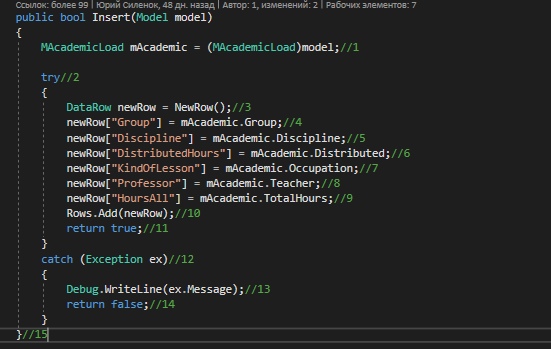 Ссылок: более 99 | Юрий Силенок, 48 дн. назад | Автор: 1, изменений: 2 | Рабочих элементов: 7
public bool Insert(Model model)
{
    MAcademicLoad mAcademic = (MAcademicLoad)model;//1
    try//2
    {
        DataRow newRow = NewRow();//3
        newRow["Group"] = mAcademic.Group;//4
        newRow["Discipline"] = mAcademic.Discipline;//5
        newRow["DistributedHours"] = mAcademic.Distributed;//6
        newRow["KindOfLesson"] = mAcademic.Occupation;//7
        newRow["Professor"] = mAcademic.Teacher;//8
        newRow["HoursAll"] = mAcademic.TotalHours;//9
        Rows.Add(newRow);//10
        return true;//11
    }
    catch (Exception ex)//12
    {
        Debug.WriteLine(ex.Message);//13
        return false;//14
    }
}//15